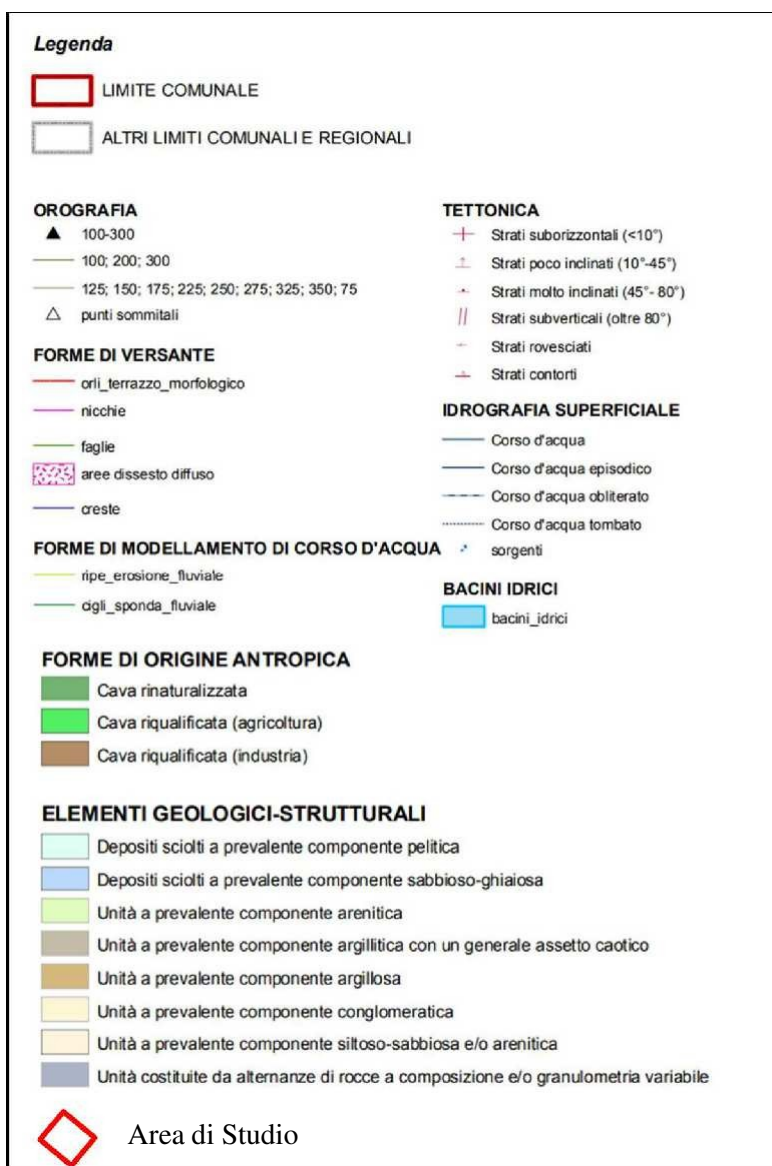 Legenda
LIMITE COMUNALE
ALTRI LIMITI COMUNALI E REGIONALI
OROGRAFIA
100-300
100; 200; 300
125; 150; 175; 225; 250; 275; 325; 350; 75
punti sommitali
FORME DI VERSANTE
orli_terrazzo_morfologico
nicchie
faglie
aree dissesto diffuso
creste
FORME DI MODELLAMENTO DI CORSO D'ACQUA
ripe_erosione_fluviale
cigli_sponda_fluviale
TETTONICA
Strati suborizzontali (<10°)
Strati poco inclinati (10°-45°)
Strati molto inclinati (45°- 80°)
Strati subverticali (oltre 80°)
Strati rovesciati
Strati contorti
IDROGRAFIA SUPERFICIALE
Corso d'acqua
Corso d'acqua episodico
Corso d'acqua obliterato
Corso d'acqua tombato
sorgenti
BACINI IDRICI
bacini_idrici
FORME DI ORIGINE ANTROPICA
Cava rinaturalizzata
Cava riqualificata (agricoltura)
Cava riqualificata (industria)
ELEMENTI GEOLOGICI-STRUTTURALI
Depositi sciolti a prevalente componente pelitica
Depositi sciolti a prevalente componente sabbioso-ghiaiosa
Unità a prevalente componente arenitica
Unità a prevalente componente argillitica con un generale assetto caotico
Unità a prevalente componente argillosa
Unità a prevalente componente conglomeratica
Unità a prevalente componente siltoso-sabbiosa e/o arenitica
Unità costituite da alternanze di rocce a composizione e/o granulometria variabile
Area di Studio